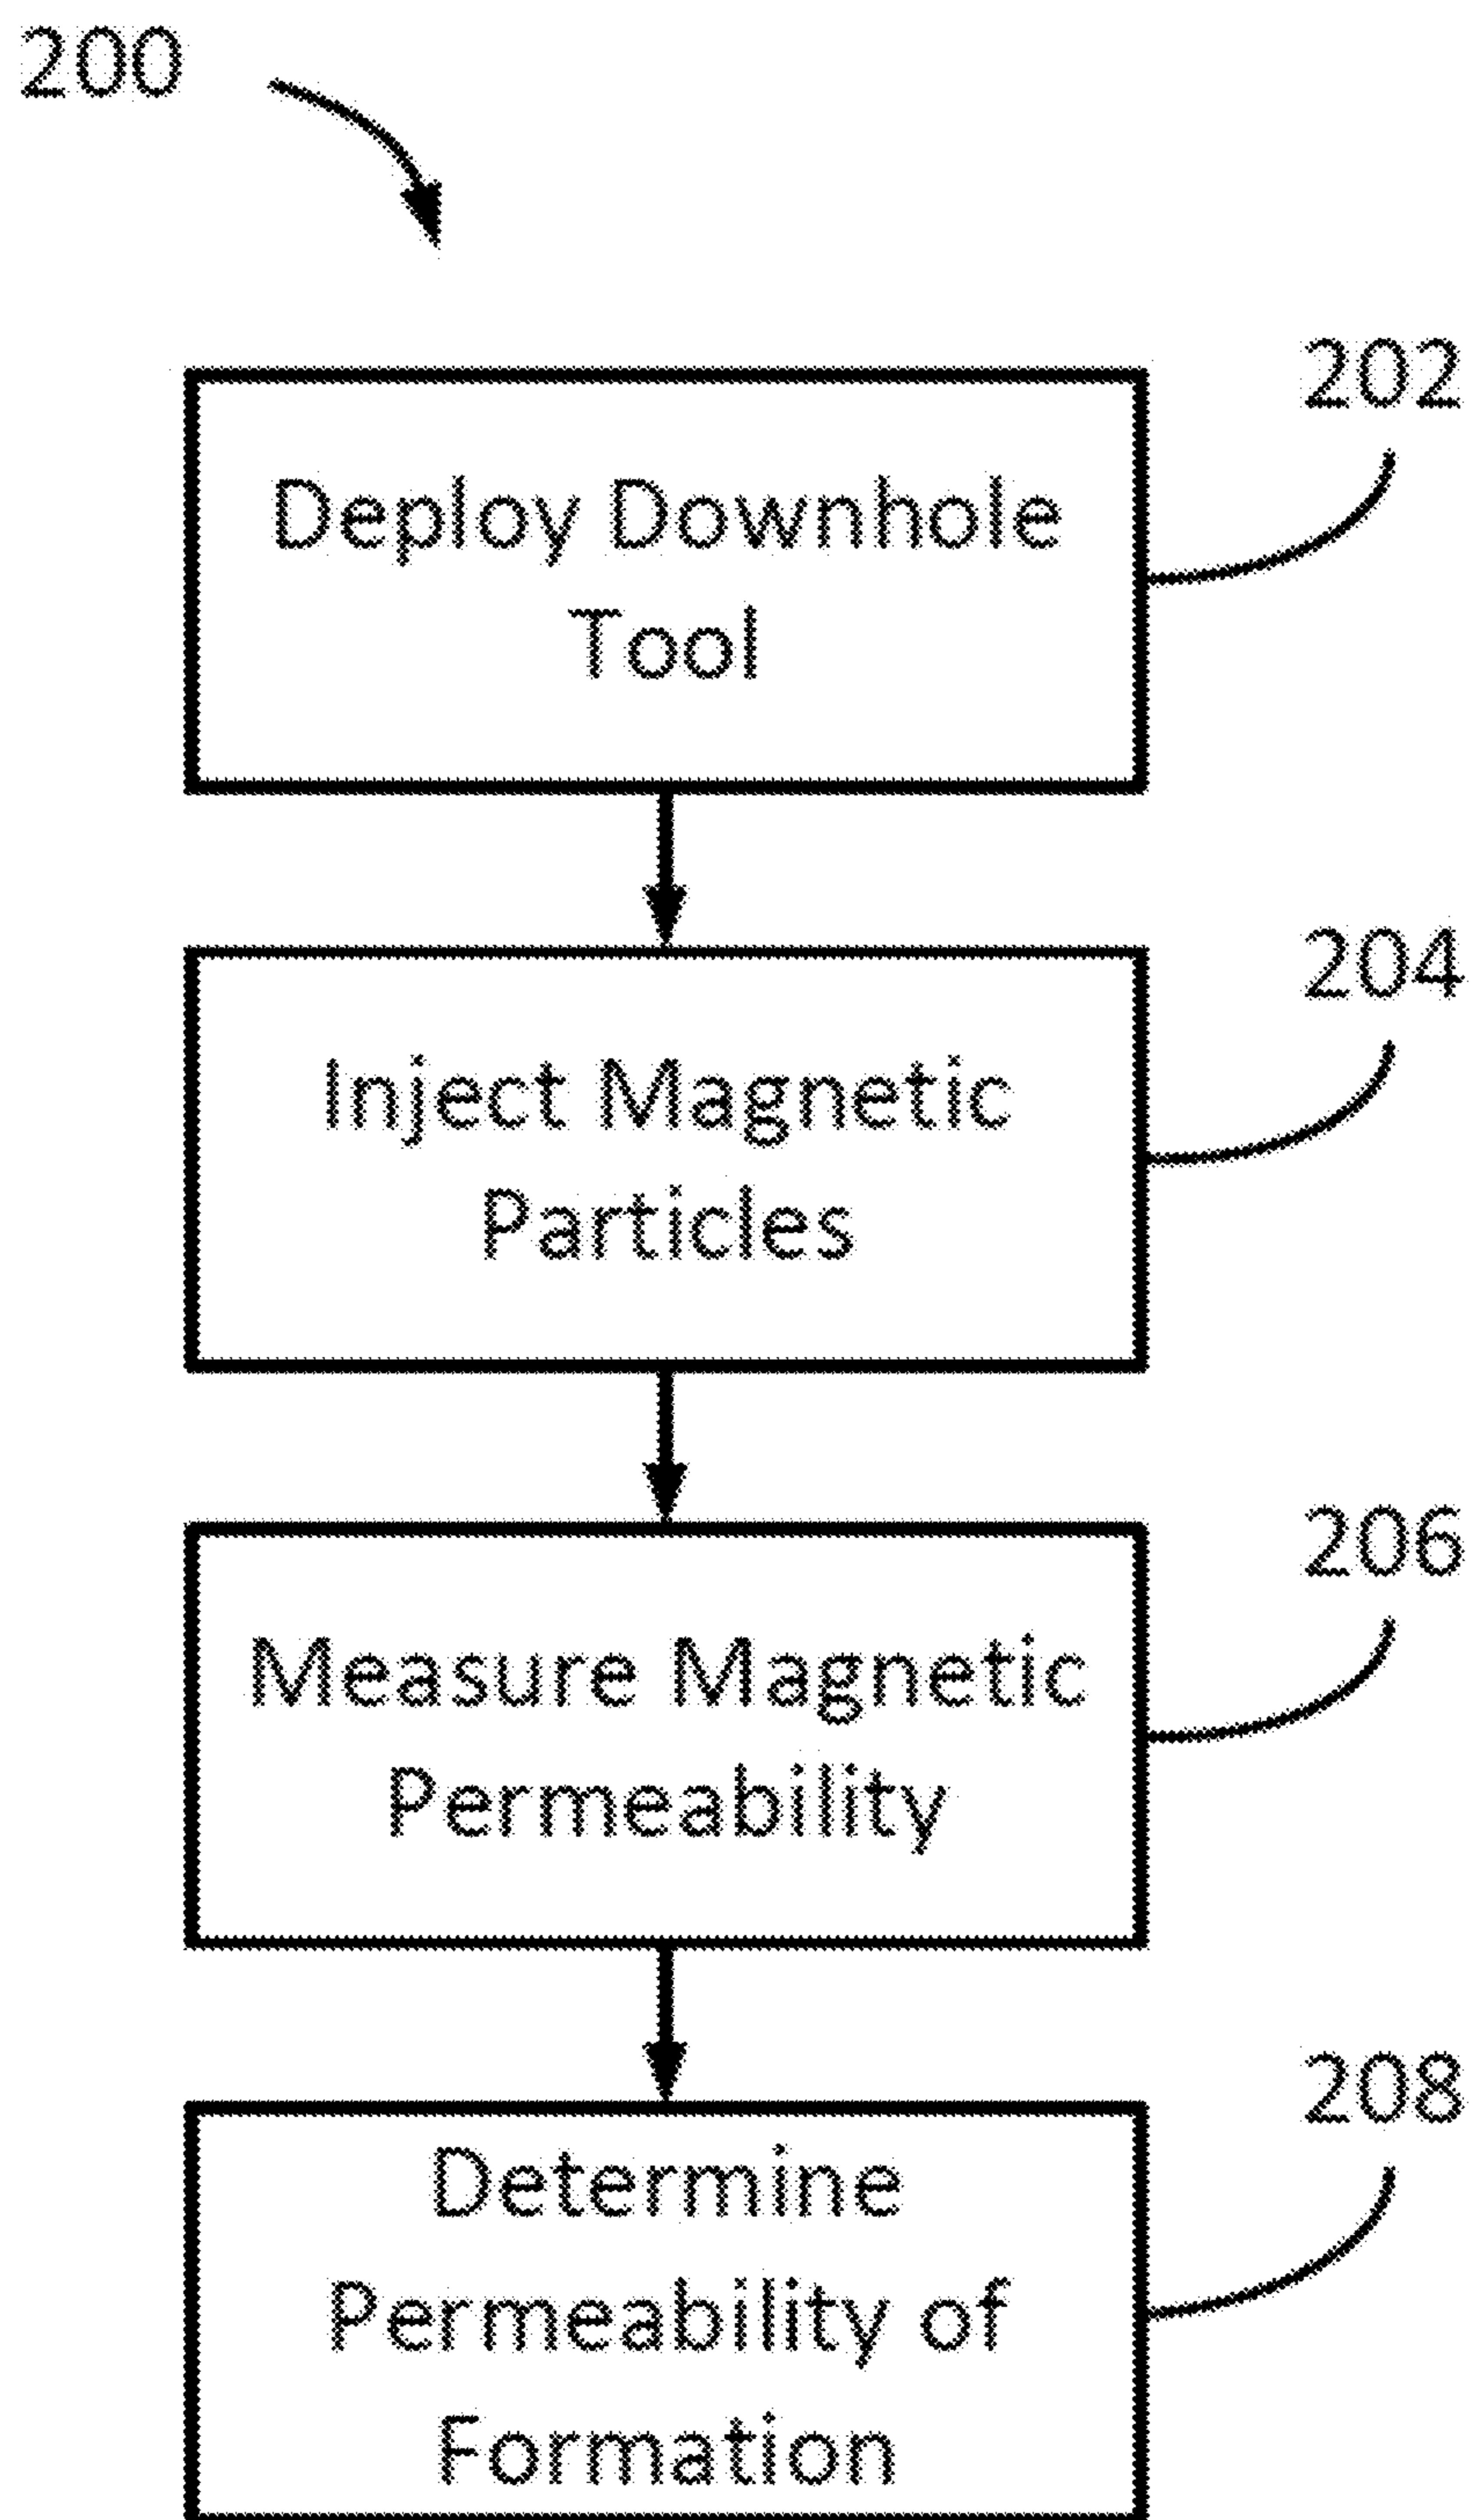 200
202
Deploy Downhole
Tool
204
Inject Magnetic
Particles
206
Measure Magnetic
Permeability
208
Determine
Permeability of
Formation